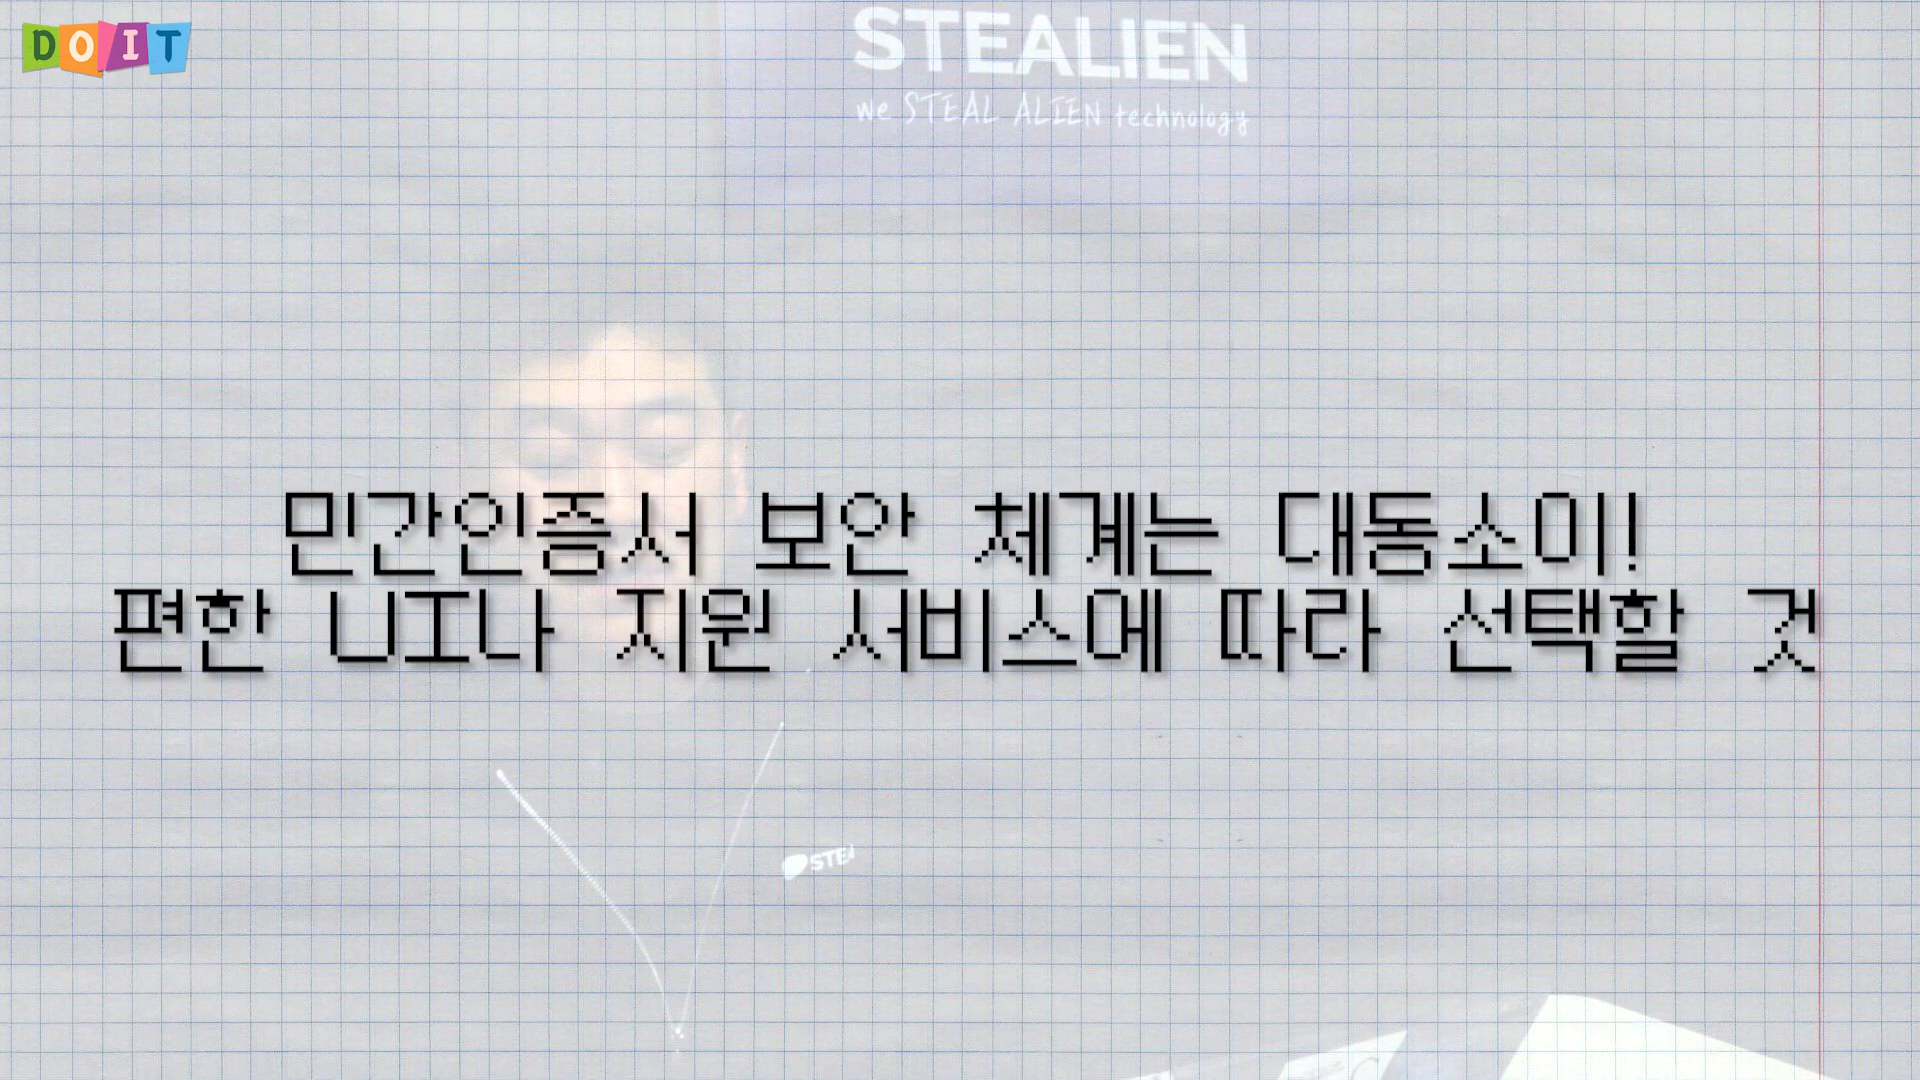 DOIT
STEALIEN
we STEAL ALIEN technology
민간인증서 보안 체계는 대동소이!
편한 UI나 지원 서비스에 따라 선택할 것
STEA